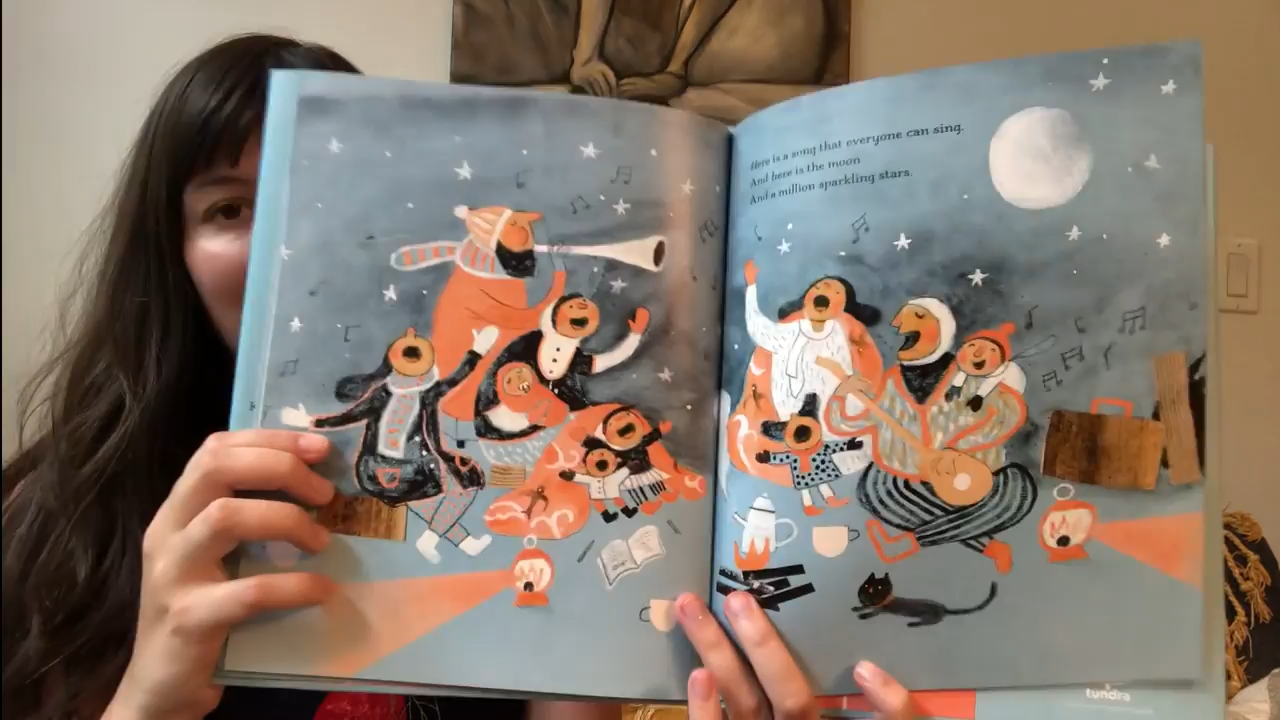 Here is a song that everyone can sing.
And here is the moon
And a million sparkling stars.
tundra